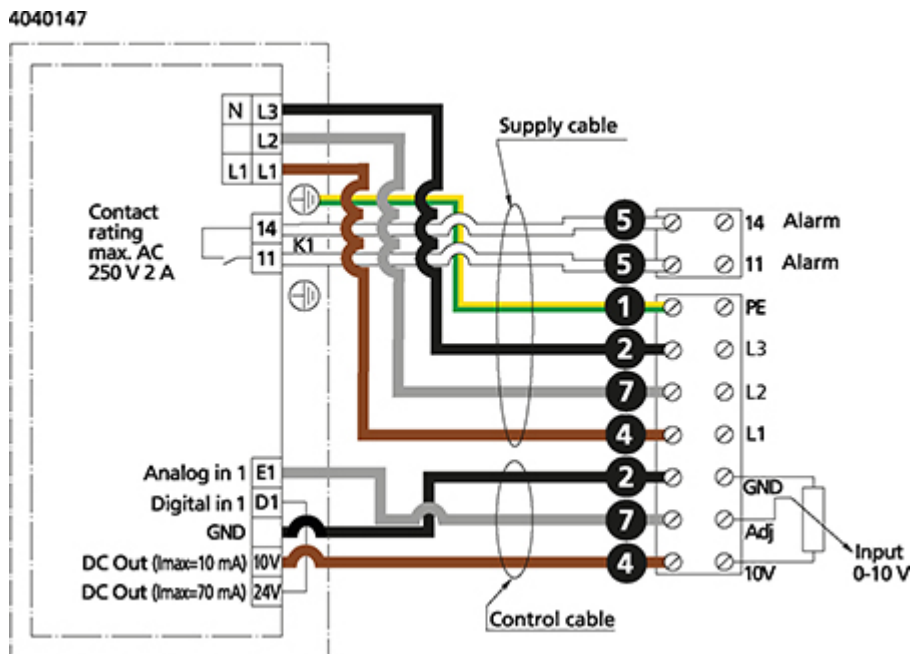 4040147
N L3
L2
L1 L1
Supply cable
Contact
rating
max. AC
250 V 2 A
14
K1
11
5 14 Alarm
5 11 Alarm
1 PE
2 L3
7 L2
4 L1
Analog in 1 E1
Digital in 1 D1
GND
DC Out (Imax=10 mA) 10V
DC Out (Imax=70 mA) 24V
2 GND
7 Adj
4 10V
Input
0-10 V
Control cable